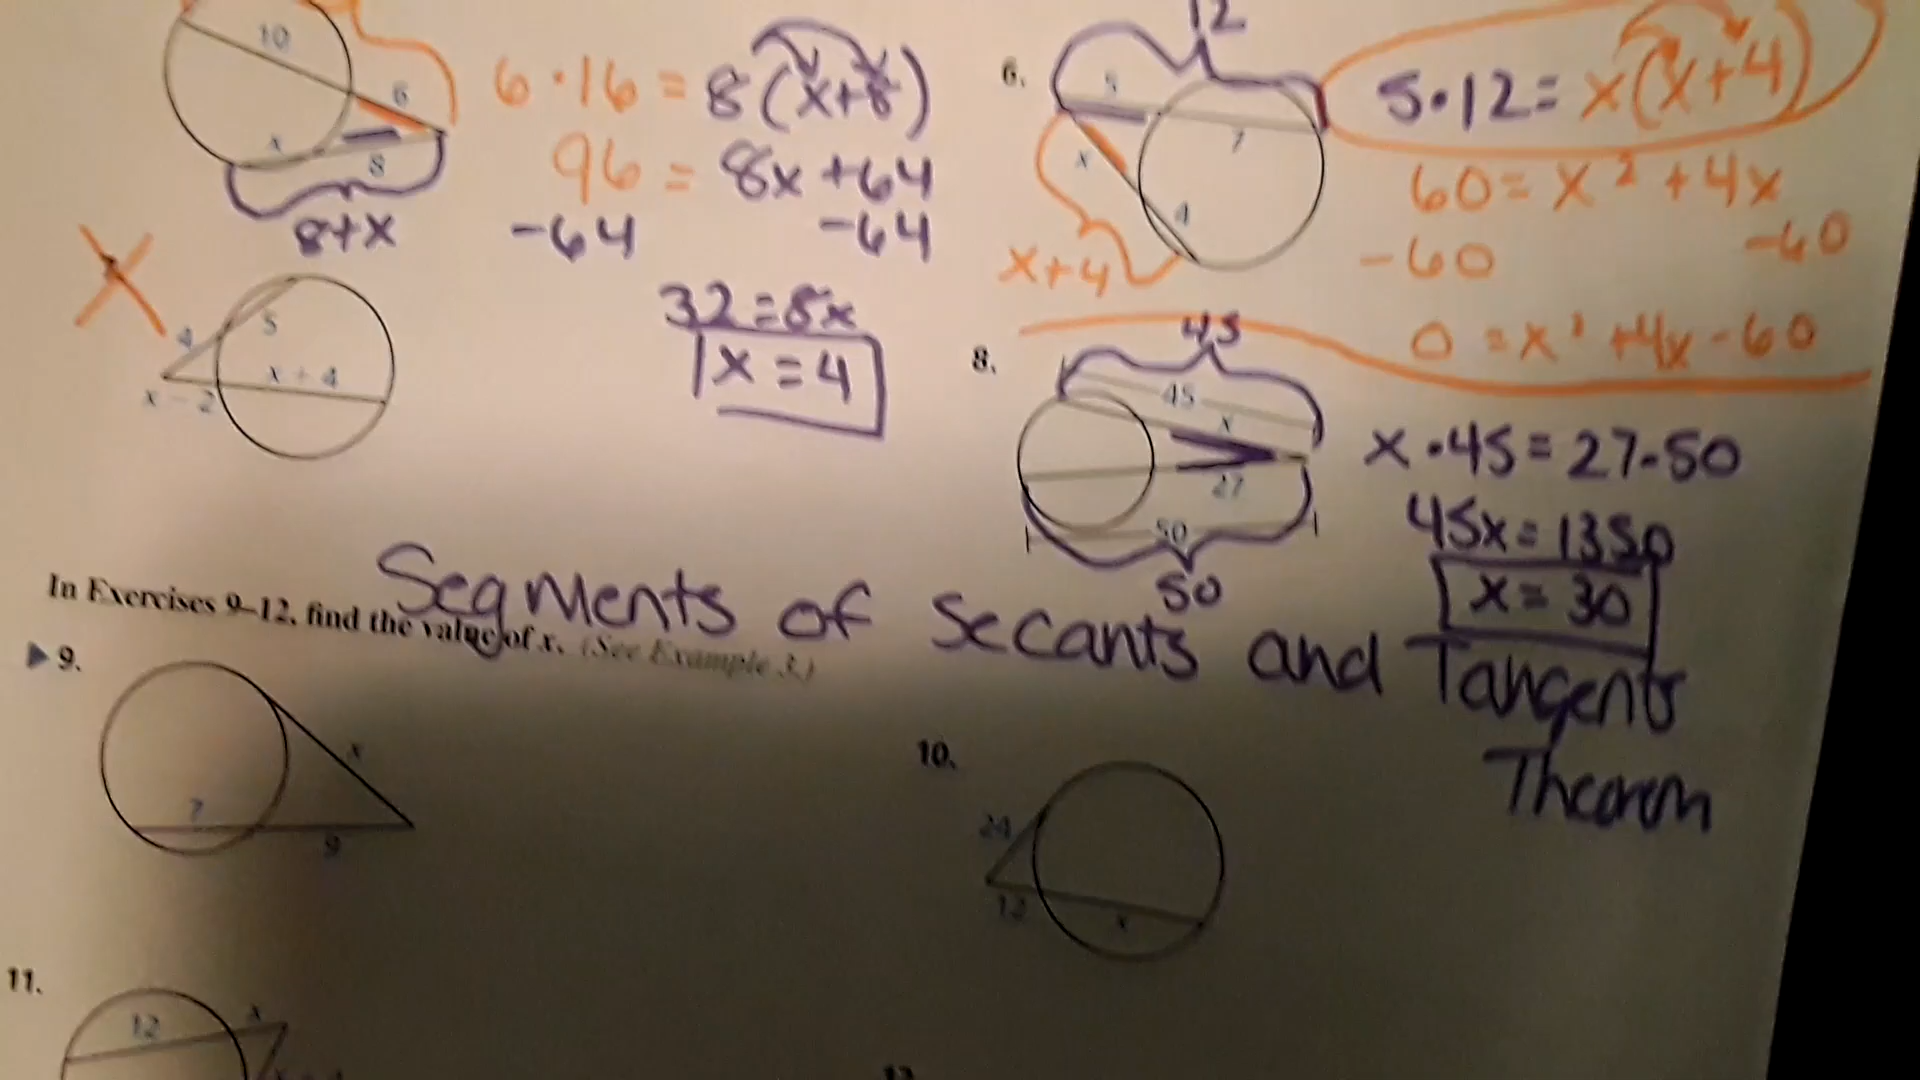 10
6
x
8
8+x
6·16 = 8(x+8)
96 = 8x+64
-64 -64
32=8x
x=4
6.
12
5
7
x
4
x+4
5·12= x(x+4)
60= x² +4x
-60 -60
0 =x² +4x-60
X
4
5
x + 4
x - 2
8.
45
45
x
27
50
50
x·45= 27·50
45x=1350
x=30
Segments of Secants and Tangents
Theorem
In Exercises 9–12, find the value of x. (See Example 3.)
9.
x
7
9
10.
24
12
x
11.
12
x